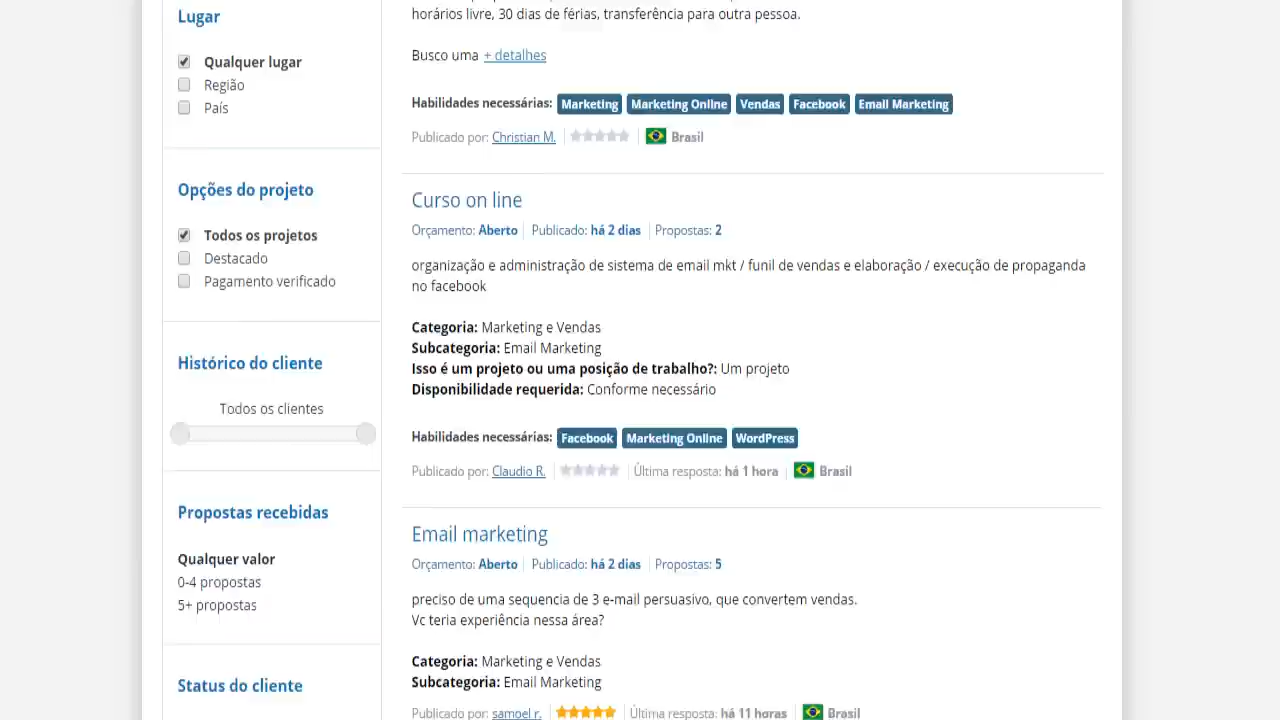 Lugar
Qualquer lugar
Região
País
Opções do projeto
Todos os projetos
Destacado
Pagamento verificado
Histórico do cliente
Todos os clientes
Propostas recebidas
Qualquer valor
0-4 propostas
5+ propostas
Status do cliente
horários livre, 30 dias de férias, transferência para outra pessoa.
Busco uma + detalhes
Habilidades necessárias: Marketing Marketing Online Vendas Facebook Email Marketing
Publicado por: Christian M. Brasil
Curso on line
Orçamento: Aberto Publicado: há 2 dias Propostas: 2
organização e administração de sistema de email mkt / funil de vendas e elaboração / execução de propaganda
no facebook
Categoria: Marketing e Vendas
Subcategoria: Email Marketing
Isso é um projeto ou uma posição de trabalho?: Um projeto
Disponibilidade requerida: Conforme necessário
Habilidades necessárias: Facebook Marketing Online WordPress
Publicado por: Claudio R. Última resposta: há 1 hora Brasil
Email marketing
Orçamento: Aberto Publicado: há 2 dias Propostas: 5
preciso de uma sequencia de 3 e-mail persuasivo, que convertem vendas.
Vc teria experiência nessa área?
Categoria: Marketing e Vendas
Subcategoria: Email Marketing
Publicado por: samoel r. Última resposta: há 11 horas Brasil